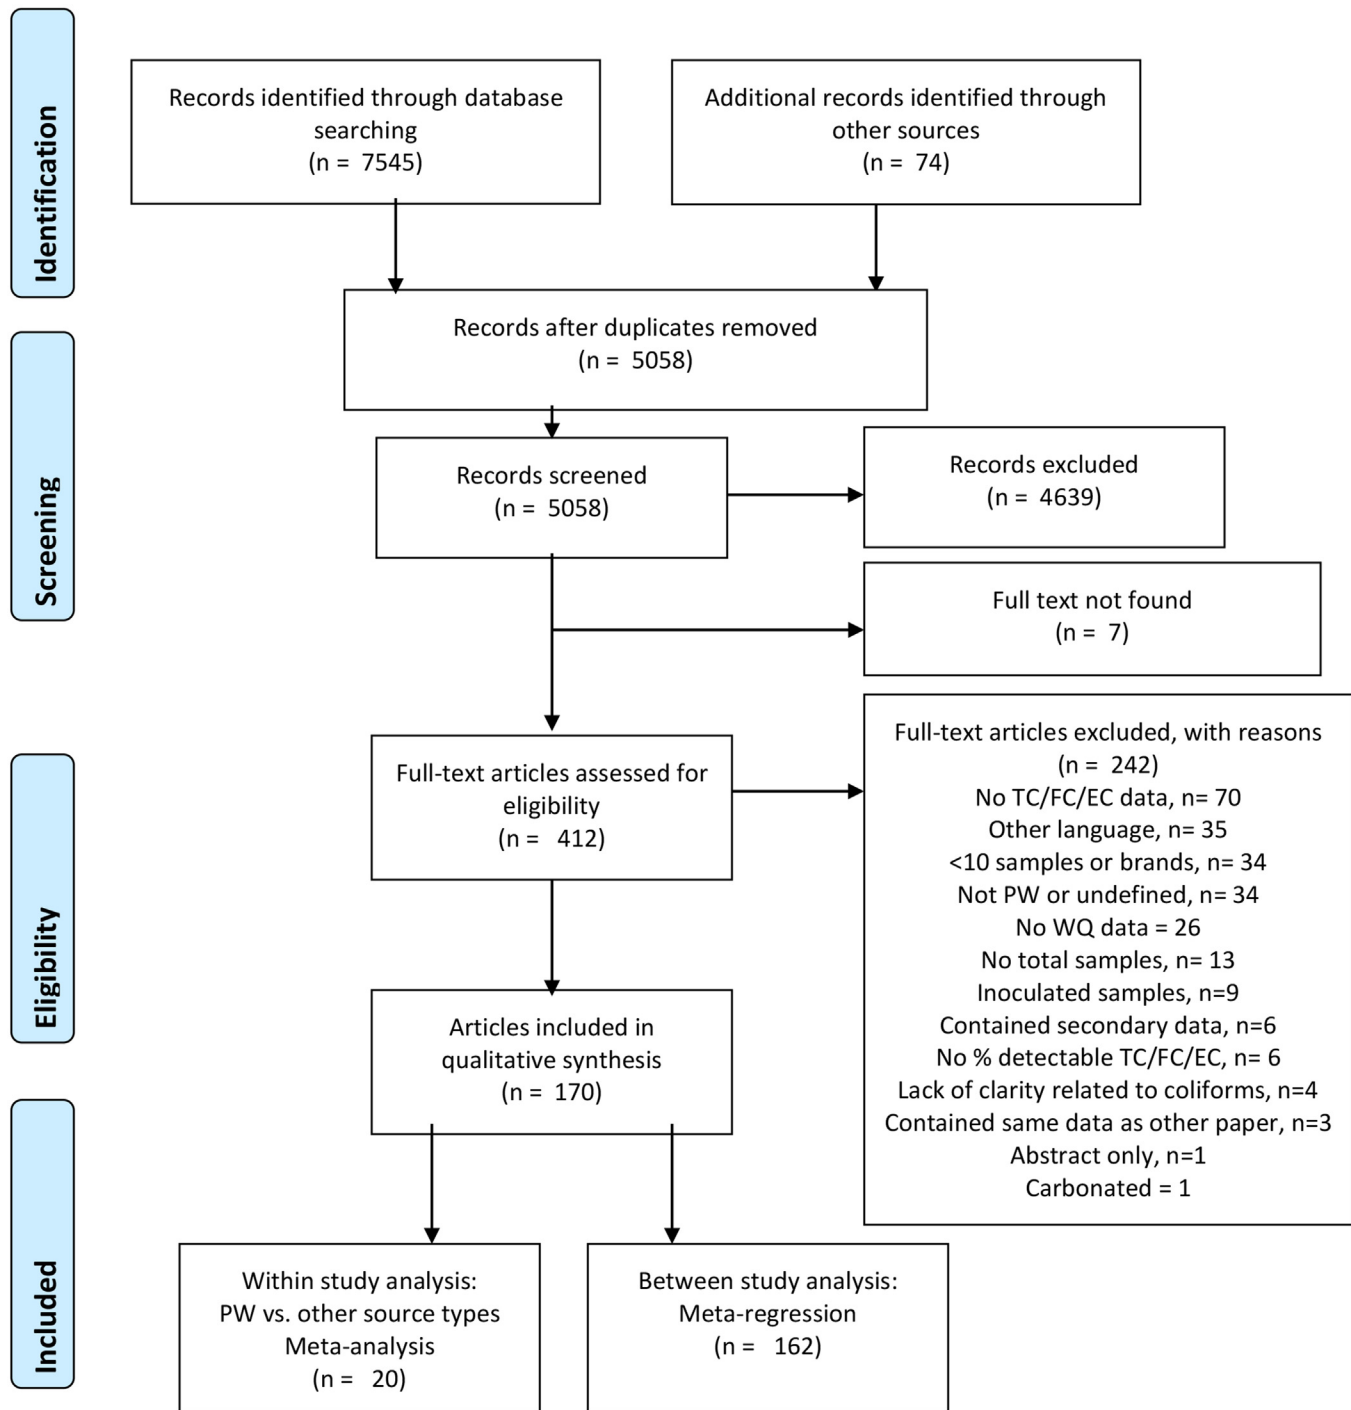 Identification
Records identified through database
searching
(n = 7545)
Additional records identified through
other sources
(n = 74)
Records after duplicates removed
(n = 5058)
Screening
Records screened
(n = 5058)
Records excluded
(n = 4639)
Full text not found
(n = 7)
Eligibility
Full-text articles assessed for
eligibility
(n = 412)
Full-text articles excluded, with reasons
(n = 242)
No TC/FC/EC data, n= 70
Other language, n= 35
<10 samples or brands, n= 34
Not PW or undefined, n= 34
No WQ data = 26
No total samples, n= 13
Inoculated samples, n=9
Contained secondary data, n=6
No % detectable TC/FC/EC, n= 6
Lack of clarity related to coliforms, n=4
Contained same data as other paper, n=3
Abstract only, n=1
Carbonated = 1
Articles included in
qualitative synthesis
(n = 170)
Included
Within study analysis:
PW vs. other source types
Meta-analysis
(n = 20)
Between study analysis:
Meta-regression
(n = 162)